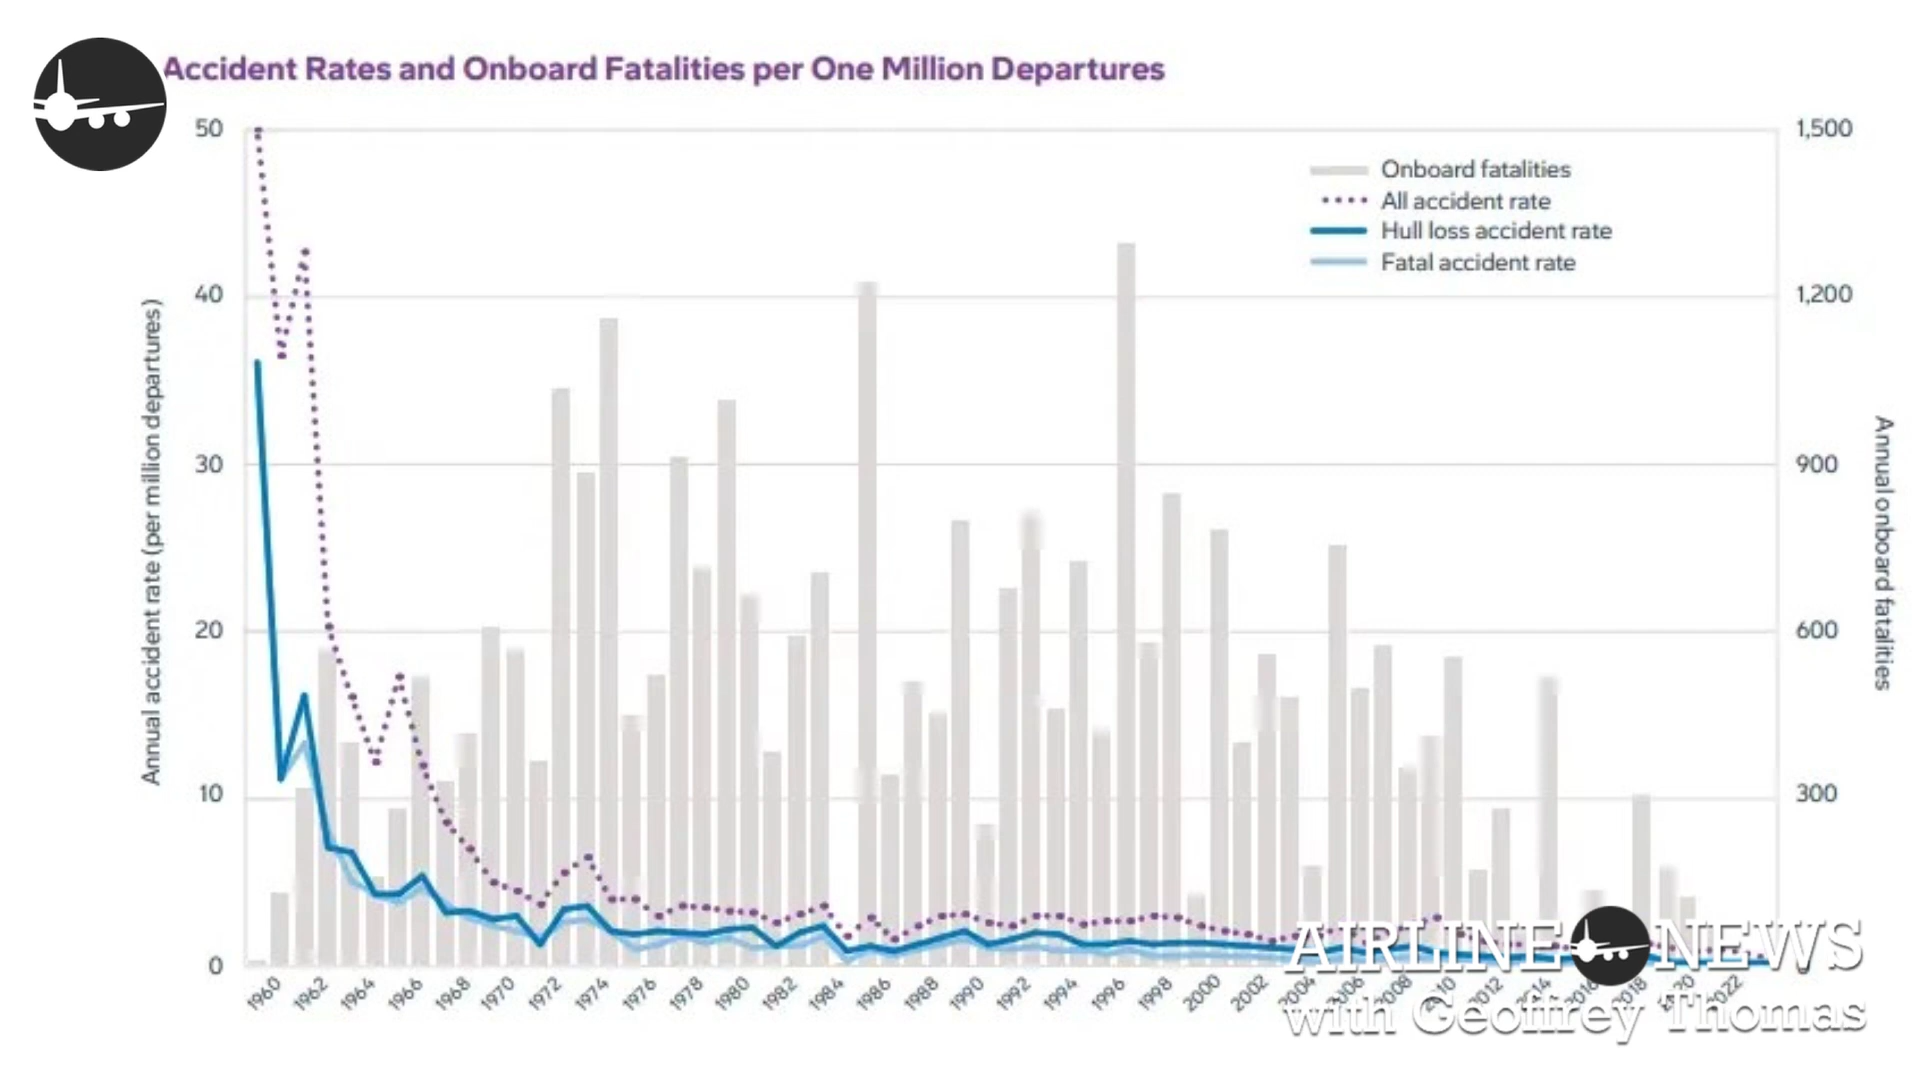 Accident Rates and Onboard Fatalities per One Million Departures
50
40
30
20
10
0
Annual accident rate (per million departures)
1,500
1,200
900
600
300
Annual onboard fatalities
Onboard fatalities
All accident rate
Hull loss accident rate
Fatal accident rate
1960 1962 1964 1966 1968 1970 1972 1974 1976 1978 1980 1982 1984 1986 1988 1990 1992 1994 1996 1998 2000 2002 2004 2006 2008 2010 2012 2014 2016 2018 2020 2022
AIRLINE NEWS
with Geoffrey Thomas